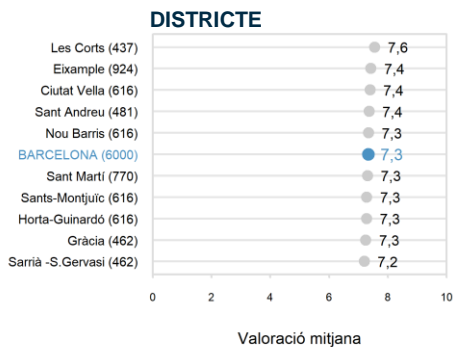 DISTRICTE
Les Corts (437) 7,6
Eixample (924) 7,4
Ciutat Vella (616) 7,4
Sant Andreu (481) 7,4
Nou Barris (616) 7,3
BARCELONA (6000) 7,3
Sant Martí (770) 7,3
Sants-Montjuïc (616) 7,3
Horta-Guinardó (616) 7,3
Gràcia (462) 7,3
Sarrià -S.Gervasi (462) 7,2
0 2 4 6 8 10
Valoració mitjana